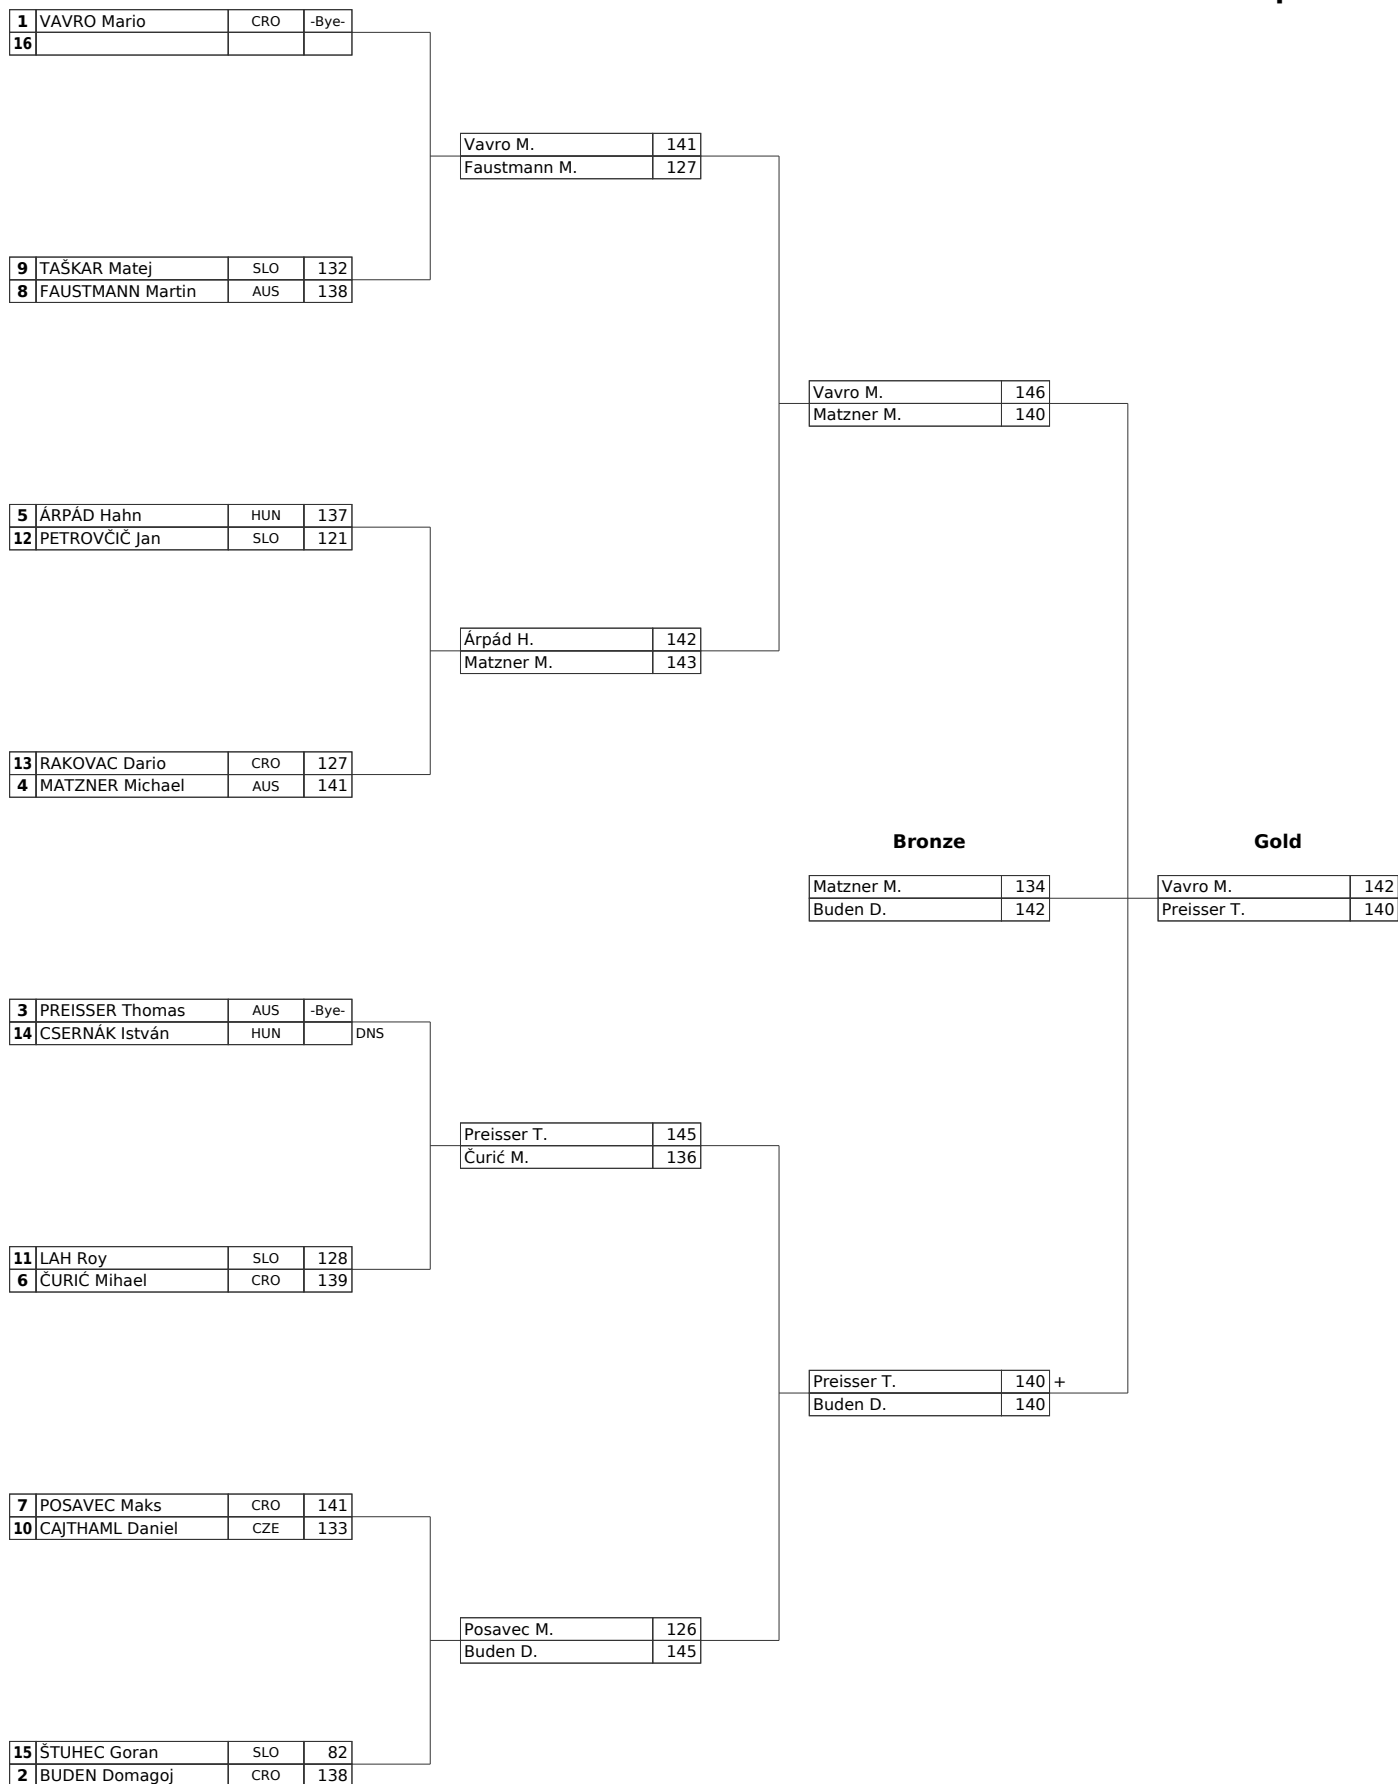 1 VAVRO Mario CRO -Bye-
16
Vavro M. 141
Faustmann M. 127
9 TAŠKAR Matej SLO 132
8 FAUSTMANN Martin AUS 138
Vavro M. 146
Matzner M. 140
5 ÁRPÁD Hahn HUN 137
12 PETROVČIČ Jan SLO 121
Árpád H. 142
Matzner M. 143
13 RAKOVAC Dario CRO 127
4 MATZNER Michael AUS 141
Bronze Gold
Matzner M. 134 Vavro M. 142
Buden D. 142 Preisser T. 140
3 PREISSER Thomas AUS -Bye-
14 CSERNÁK István HUN DNS
Preisser T. 145
Čurić M. 136
11 LAH Roy SLO 128
6 ČURIĆ Mihael CRO 139
Preisser T. 140 +
Buden D. 140
7 POSAVEC Maks CRO 141
10 CAJTHAML Daniel CZE 133
Posavec M. 126
Buden D. 145
15 ŠTUHEC Goran SLO 82
2 BUDEN Domagoj CRO 138